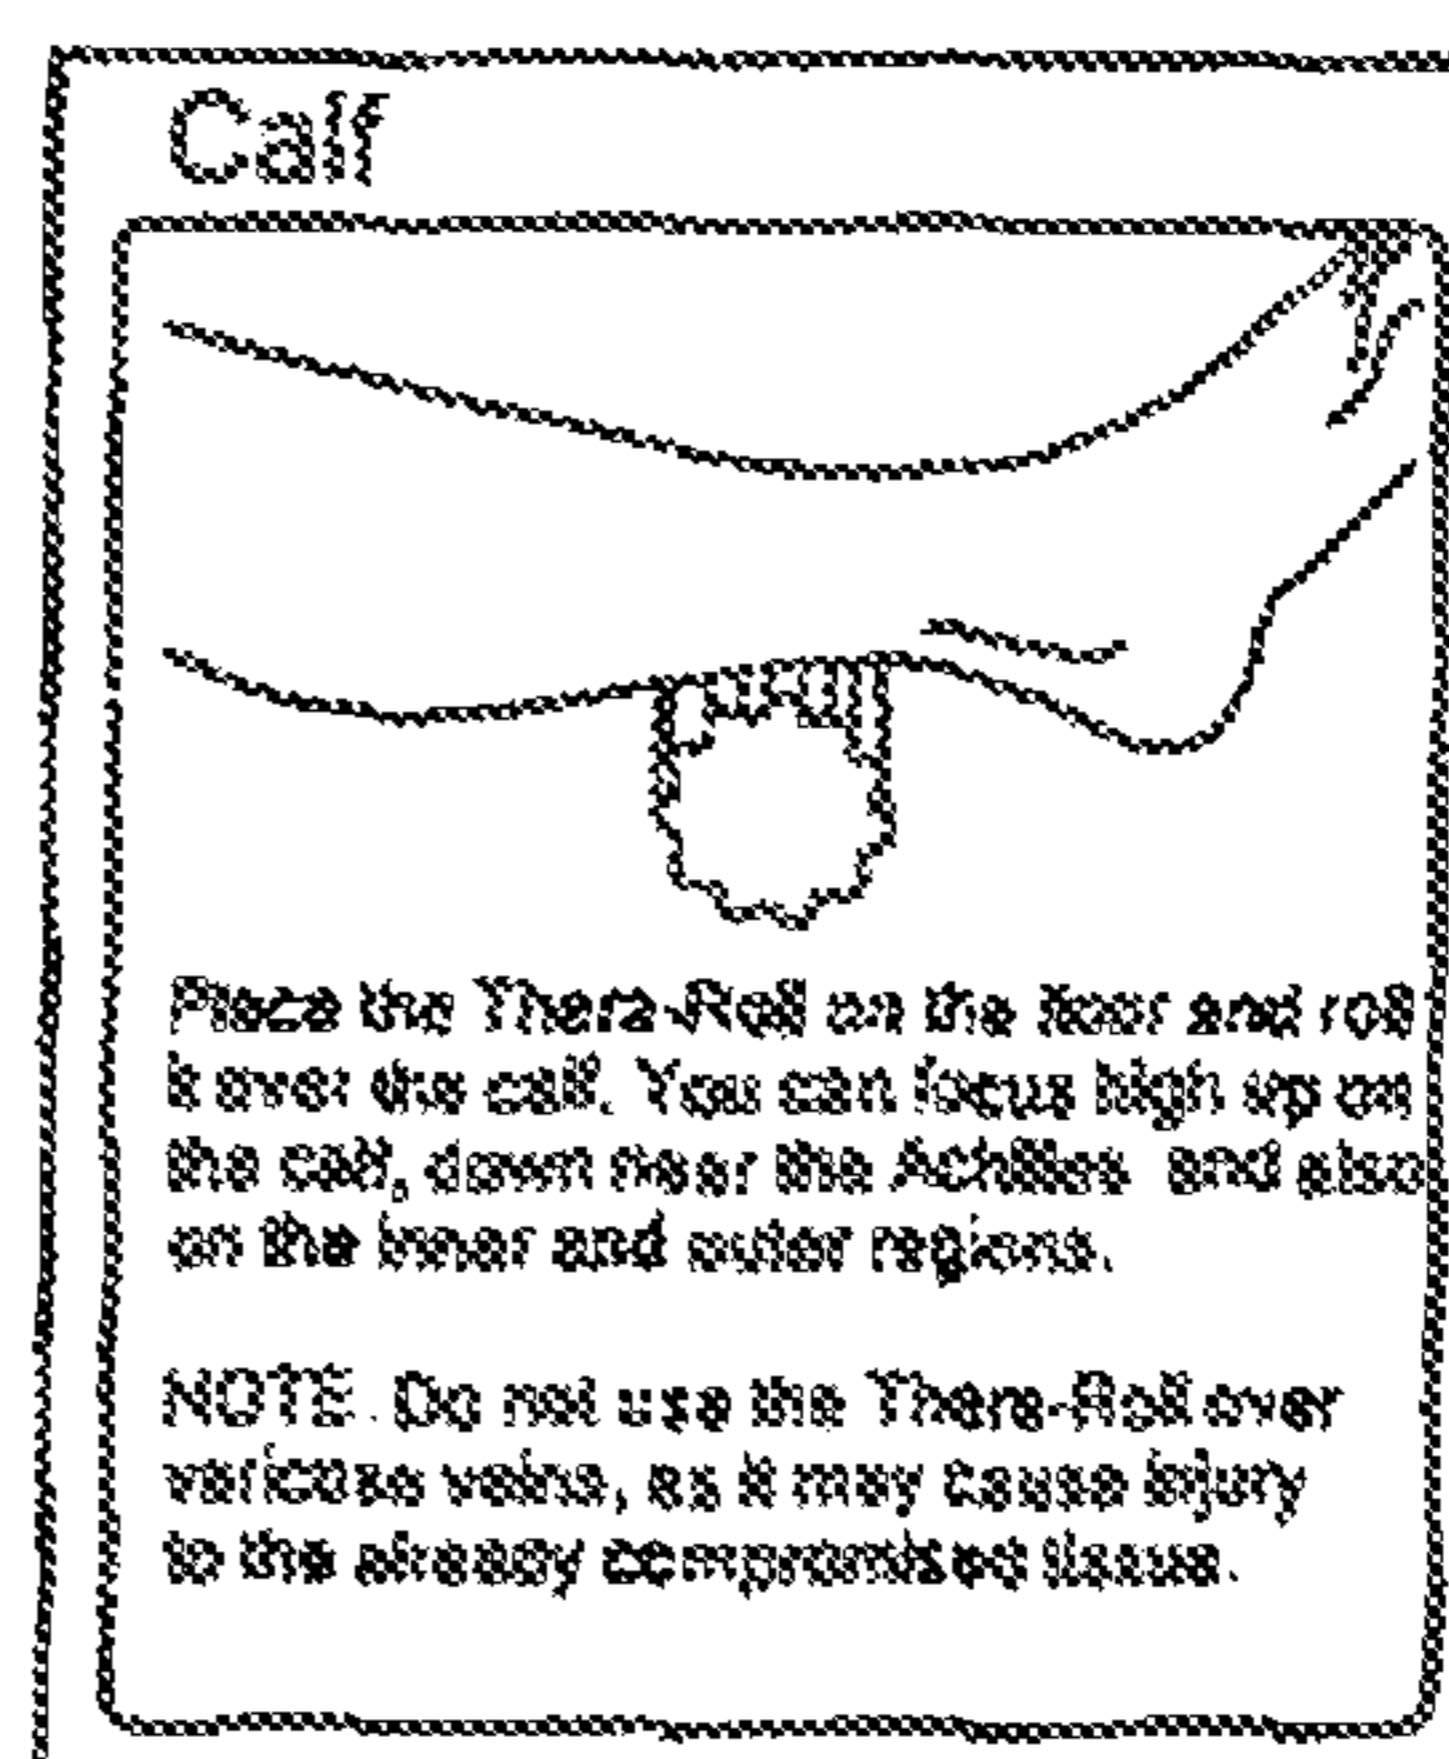 Calf
Place the Thera-Roll on the floor and roll
it over the calf. You can focus high up on
the calf, down near the Achilles and also
on the inner and outer regions.
NOTE. Do not use the Thera-Roll over
varicose veins, as it may cause injury
to the already compromised tissue.